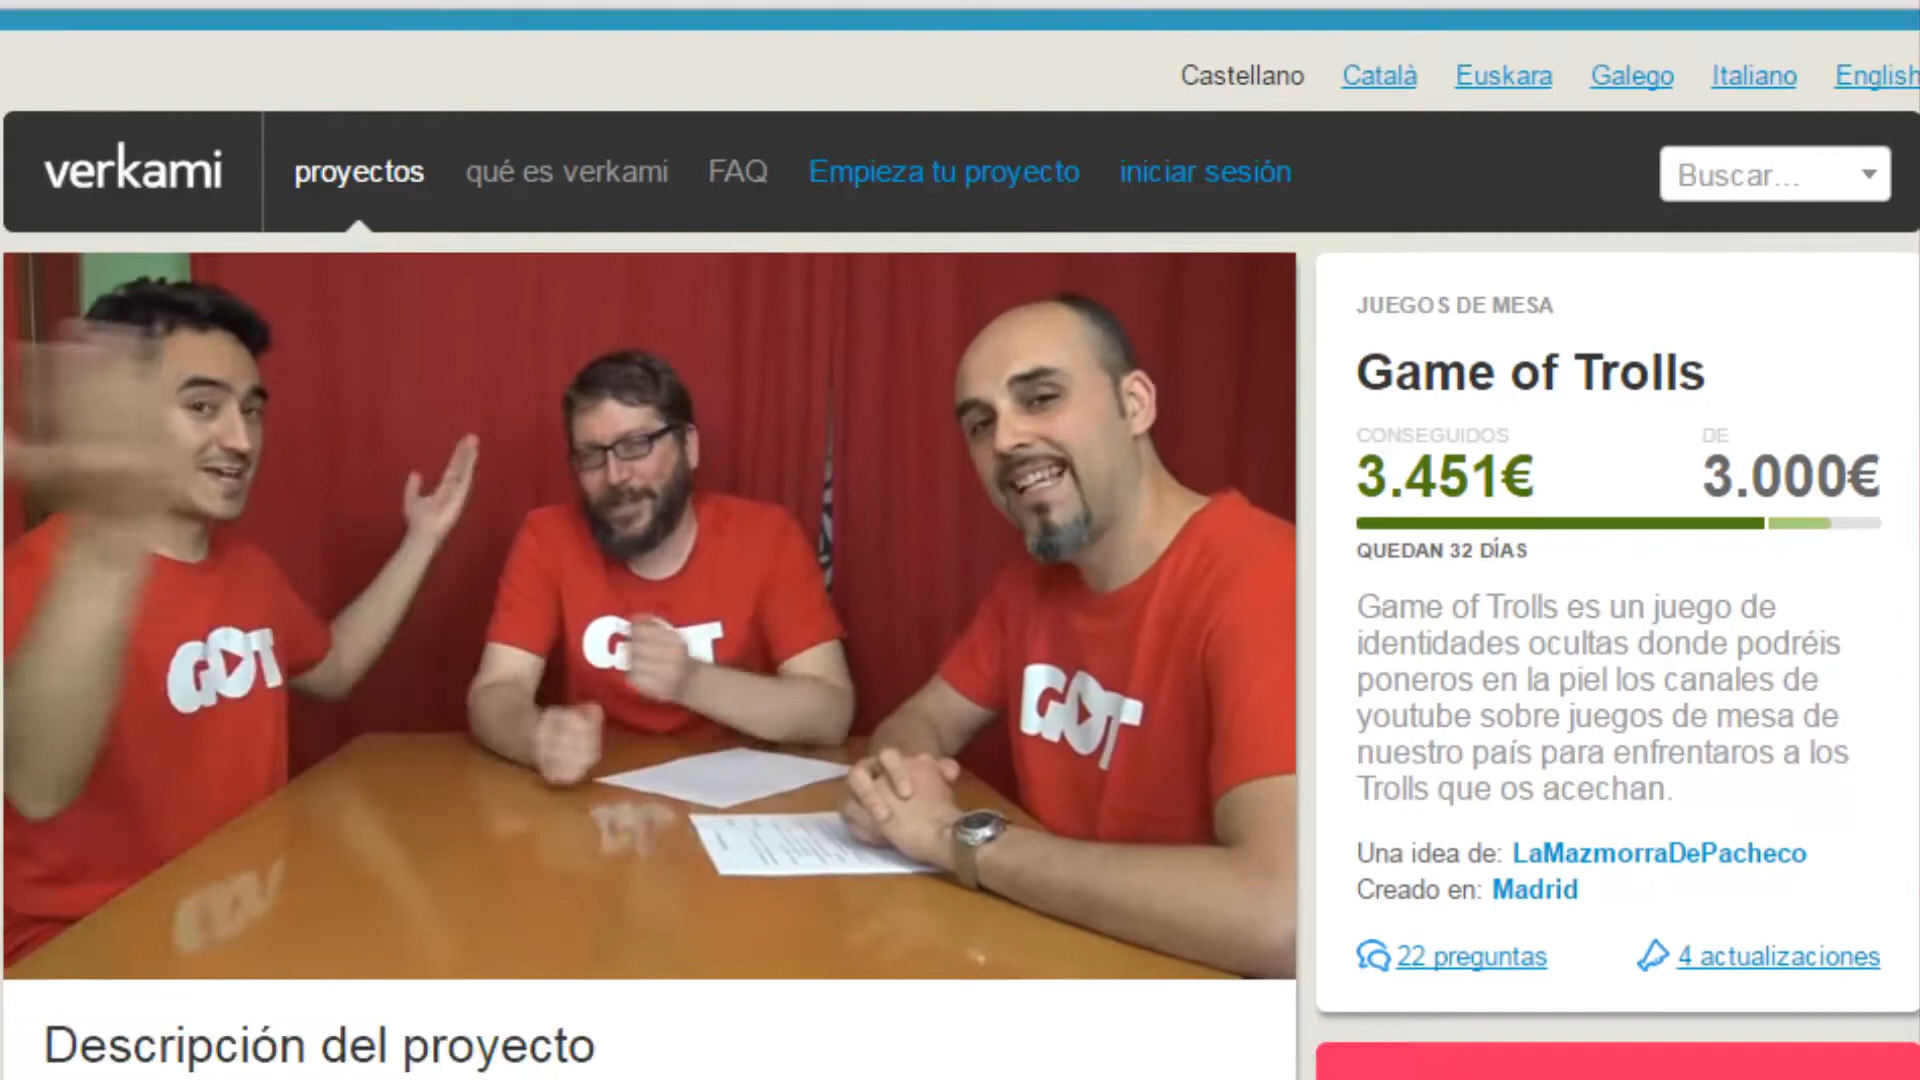 Castellano Català Euskara Galego Italiano English
verkami proyectos qué es verkami FAQ Empieza tu proyecto iniciar sesión Buscar...
JUEGOS DE MESA
Game of Trolls
CONSEGUIDOS DE
3.451€ 3.000€
QUEDAN 32 DÍAS
Game of Trolls es un juego de
identidades ocultas donde podréis
poneros en la piel los canales de
youtube sobre juegos de mesa de
nuestro país para enfrentaros a los
Trolls que os acechan.
Una idea de: LaMazmorraDePacheco
Creado en: Madrid
22 preguntas 4 actualizaciones
GOT
GOT
GOT
Descripción del proyecto